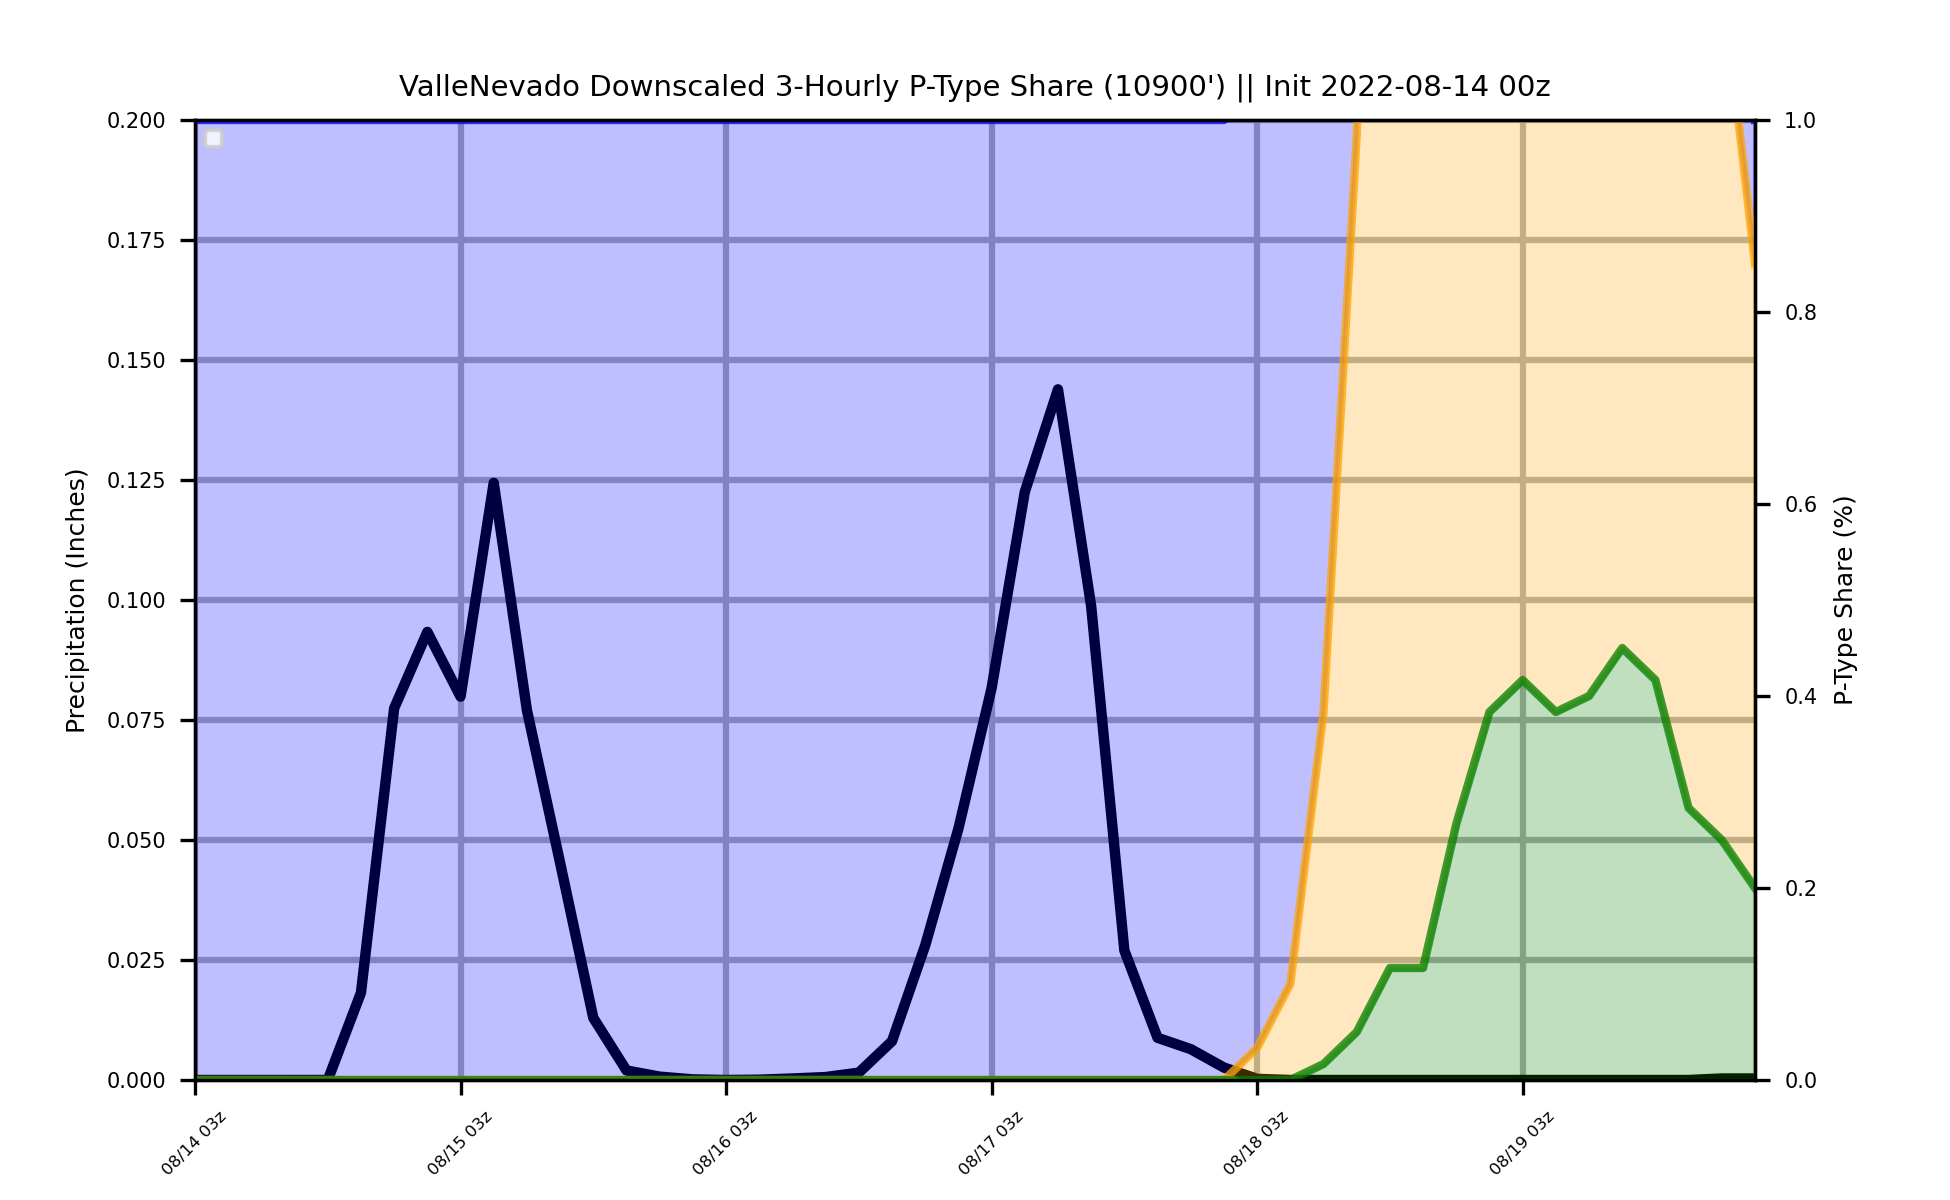 ValleNevado Downscaled 3-Hourly P-Type Share (10900') || Init 2022-08-14 00z
Precipitation (Inches)
0.200
0.175
0.150
0.125
0.100
0.075
0.050
0.025
0.000
1.0
0.8
0.6
0.4
0.2
0.0
P-Type Share (%)
08/14 03z
08/15 03z
08/16 03z
08/17 03z
08/18 03z
08/19 03z